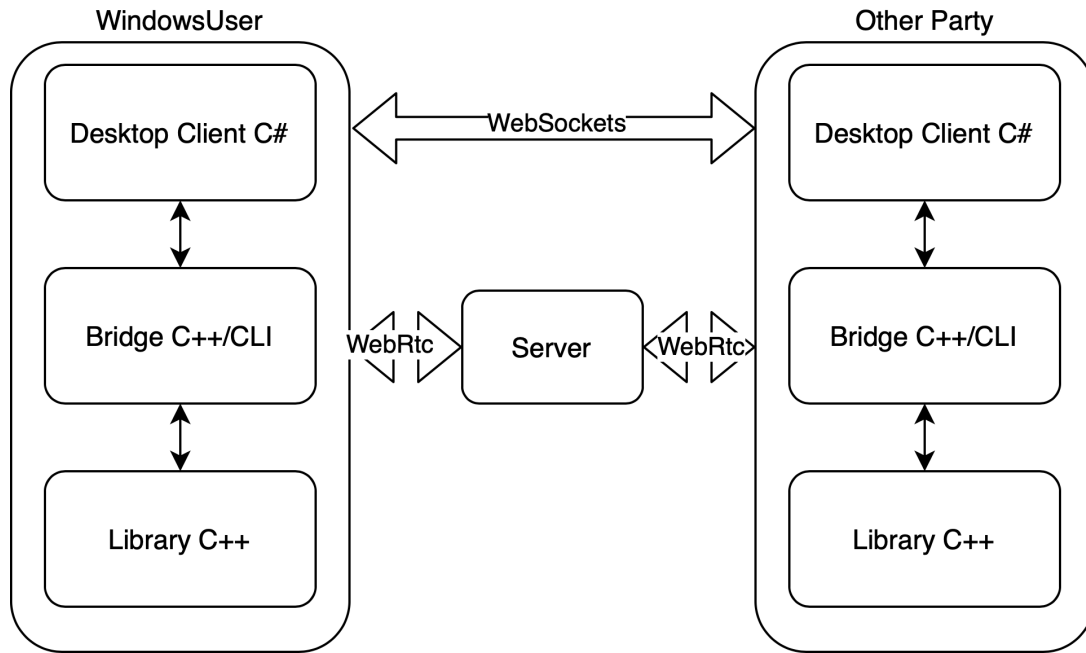 WindowsUser
Other Party
Desktop Client C#
WebSockets
Desktop Client C#
Bridge C++/CLI
WebRtc
Server
WebRtc
Bridge C++/CLI
Library C++
Library C++